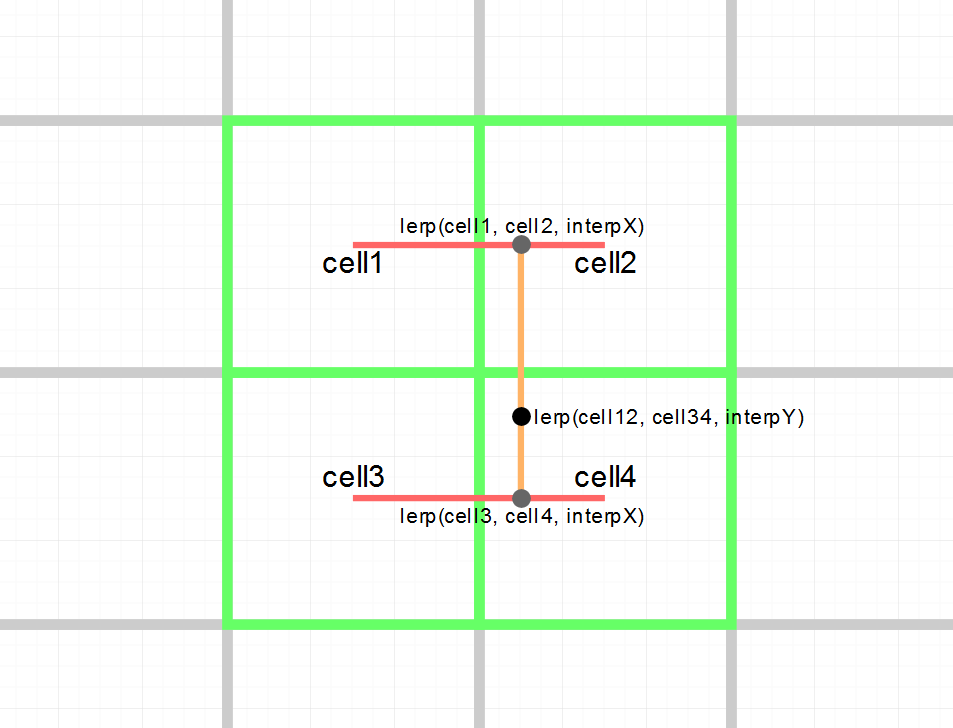 lerp(cell1, cell2, interpX)
cell1
cell2
lerp(cell12, cell34, interpY)
cell3
cell4
lerp(cell3, cell4, interpX)